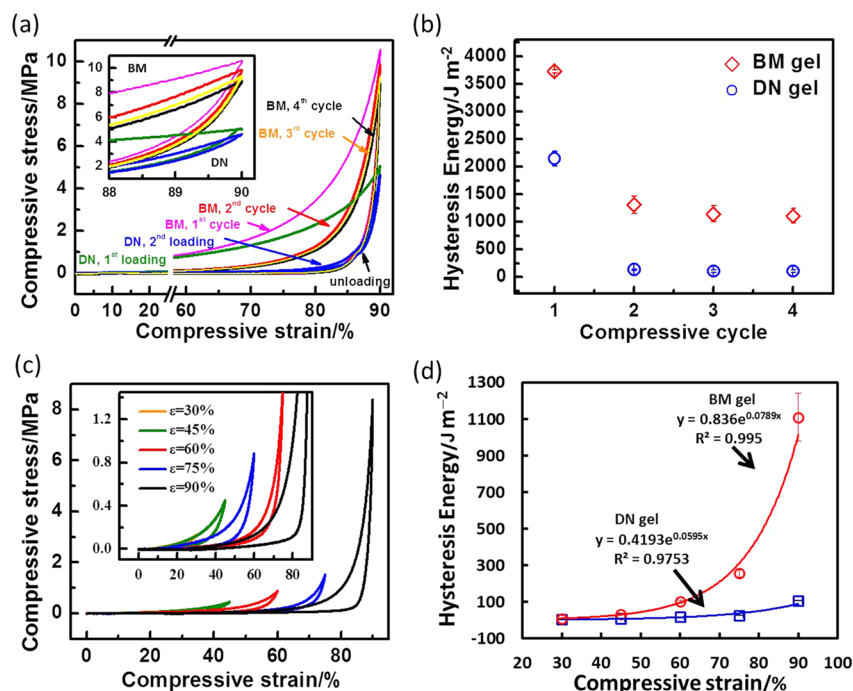 (a)
Compressive stress/MPa
10
8
6
4
2
0
BM
10
8
6
4
2
DN
88
89
90
BM, 4th cycle
BM, 3rd cycle
BM, 2nd cycle
BM, 1st cycle
DN, 2nd loading
DN, 1st loading
unloading
0
10
20
60
70
80
90
Compressive strain/%
(b)
Hysteresis Energy/J m−2
4000
3500
3000
2500
2000
1500
1000
500
0
BM gel
DN gel
1
2
3
4
Compressive cycle
(c)
Compressive stress/MPa
8
6
4
2
0
1.2
0.8
0.4
0.0
ε=30%
ε=45%
ε=60%
ε=75%
ε=90%
0
20
40
60
80
0
20
40
60
80
Compressive strain/%
(d)
Hysteresis Energy/J m−2
1300
1100
900
700
500
300
100
-100
BM gel
y = 0.836e0.0789x
R² = 0.995
DN gel
y = 0.4193e0.0595x
R² = 0.9753
20
30
40
50
60
70
80
90
100
Compressive strain/%